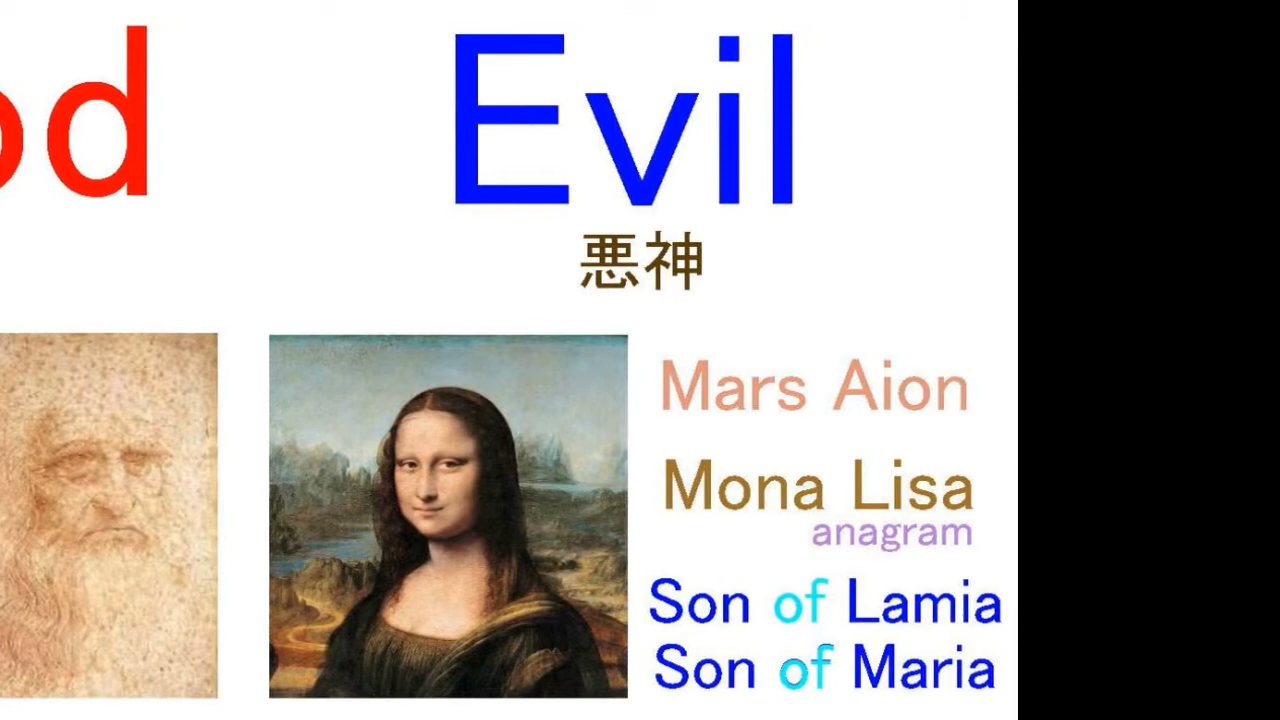 od Evil
悪神
Mars Aion
Mona Lisa
anagram
Son of Lamia
Son of Maria